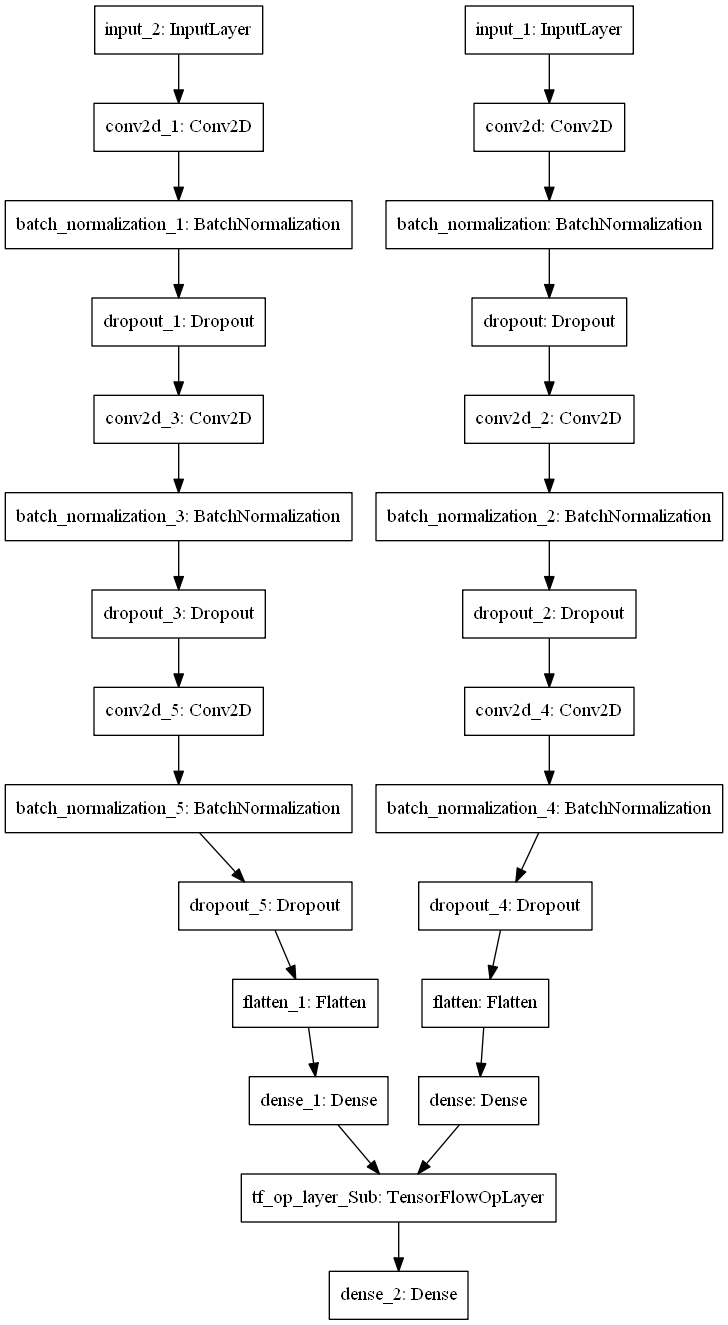 input_2: InputLayer
input_1: InputLayer
conv2d_1: Conv2D
conv2d: Conv2D
batch_normalization_1: BatchNormalization
batch_normalization: BatchNormalization
dropout_1: Dropout
dropout: Dropout
conv2d_3: Conv2D
conv2d_2: Conv2D
batch_normalization_3: BatchNormalization
batch_normalization_2: BatchNormalization
dropout_3: Dropout
dropout_2: Dropout
conv2d_5: Conv2D
conv2d_4: Conv2D
batch_normalization_5: BatchNormalization
batch_normalization_4: BatchNormalization
dropout_5: Dropout
dropout_4: Dropout
flatten_1: Flatten
flatten: Flatten
dense_1: Dense
dense: Dense
tf_op_layer_Sub: TensorFlowOpLayer
dense_2: Dense